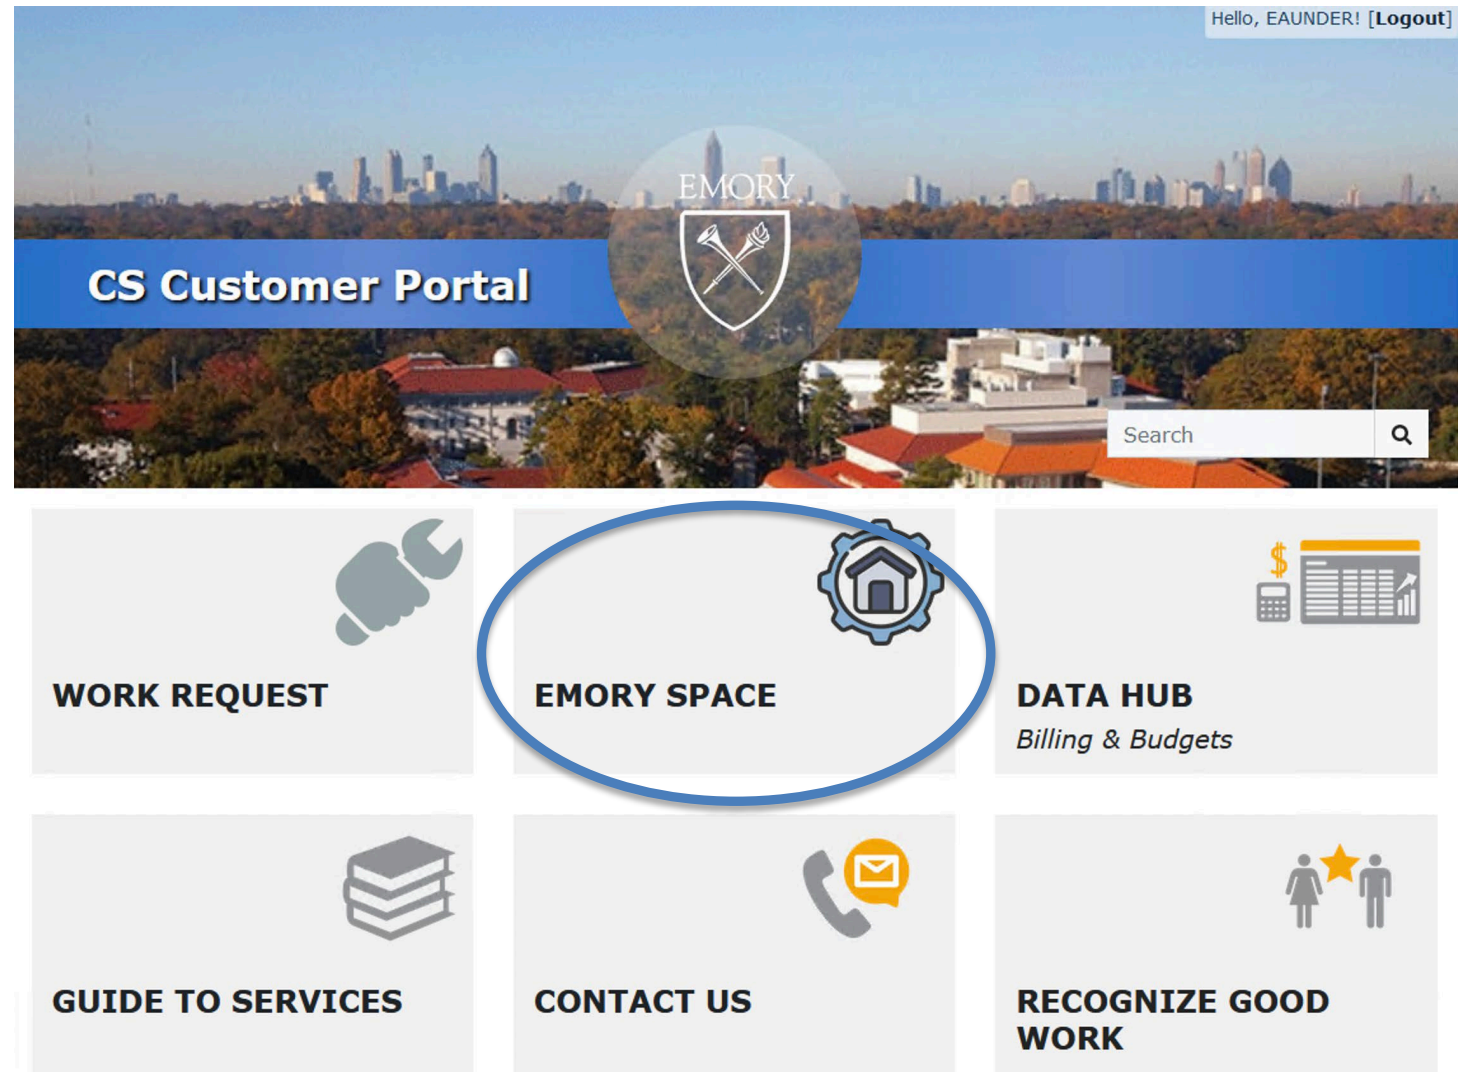 Hello, EAUNDER! [Logout]
EMORY
CS Customer Portal
Search
WORK REQUEST
EMORY SPACE
DATA HUB
Billing & Budgets
GUIDE TO SERVICES
CONTACT US
RECOGNIZE GOOD
WORK